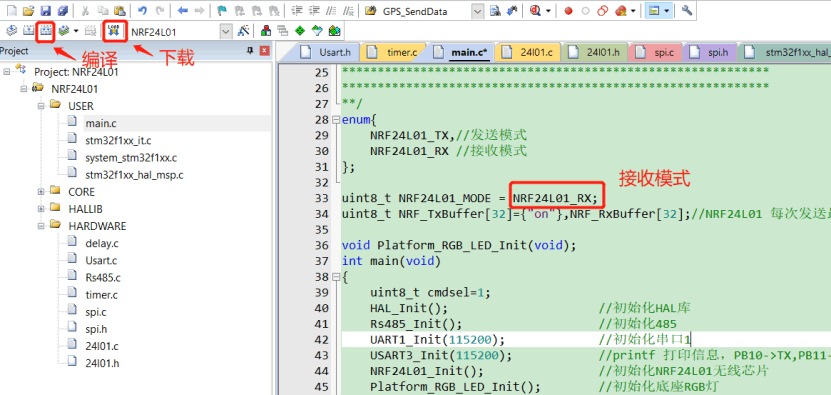 GPS_SendData
NRF24L01
编译
下载
Project
Project: NRF24L01
NRF24L01
USER
main.c
stm32f1xx_it.c
system_stm32f1xx.c
stm32f1xx_hal_msp.c
CORE
HALLIB
HARDWARE
delay.c
Usart.c
Rs485.c
timer.c
spi.c
spi.h
24l01.c
24l01.h
Usart.h
timer.c
main.c*
24l01.c
24l01.h
spi.c
spi.h
stm32f1xx_hal_m
25 ************************************************************
26 ************************************************************
27 **/
28 enum{
29 NRF24L01_TX,//发送模式
30 NRF24L01_RX //接收模式
31 };
32
接收模式
33 uint8_t NRF24L01_MODE = NRF24L01_RX;
34 uint8_t NRF_TxBuffer[32]={"on"},NRF_RxBuffer[32];//NRF24L01 每次发送最
35
36 void Platform_RGB_LED_Init(void);
37 int main(void)
38 {
39 uint8_t cmdsel=1;
40 HAL_Init(); //初始化HAL库
41 Rs485_Init(); //初始化485
42 UART1_Init(115200); //初始化串口1
43 USART3_Init(115200); //printf 打印信息，PB10->TX,PB11-
44 NRF24L01_Init(); //初始化NRF24L01无线芯片
45 Platform_RGB_LED_Init(); //初始化底座RGB灯